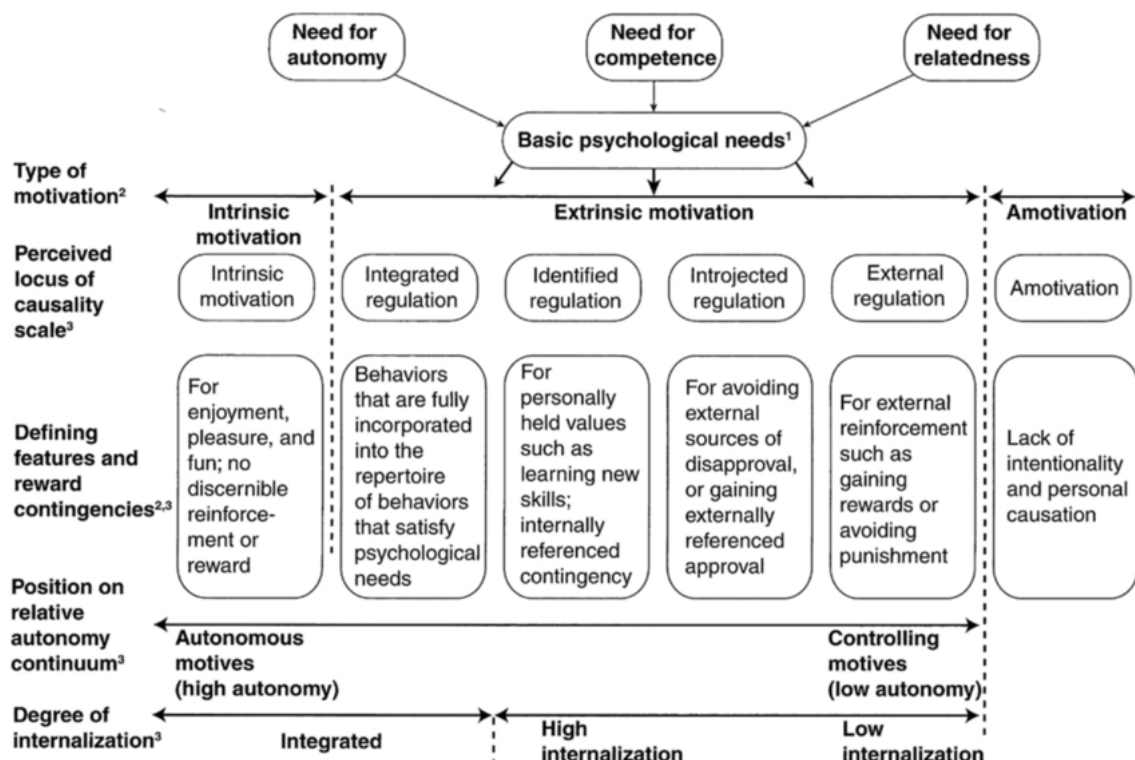 Need for
autonomy
Need for
competence
Need for
relatedness
Basic psychological needs¹
Type of
motivation²
Intrinsic
motivation
Extrinsic motivation
Amotivation
Perceived
locus of
causality
scale³
Intrinsic
motivation
Integrated
regulation
Identified
regulation
Introjected
regulation
External
regulation
Amotivation
Defining
features and
reward
contingencies²,³
For
enjoyment,
pleasure, and
fun; no
discernible
reinforce-
ment or
reward
Behaviors
that are fully
incorporated
into the
repertoire
of behaviors
that satisfy
psychological
needs
For
personally
held values
such as
learning new
skills;
internally
referenced
contingency
For avoiding
external
sources of
disapproval,
or gaining
externally
referenced
approval
For external
reinforcement
such as
gaining
rewards or
avoiding
punishment
Lack of
intentionality
and personal
causation
Position on
relative
autonomy
continuum³
Autonomous
motives
(high autonomy)
Controlling
motives
(low autonomy)
Degree of
internalization³
Integrated
High
internalization
Low
internalization